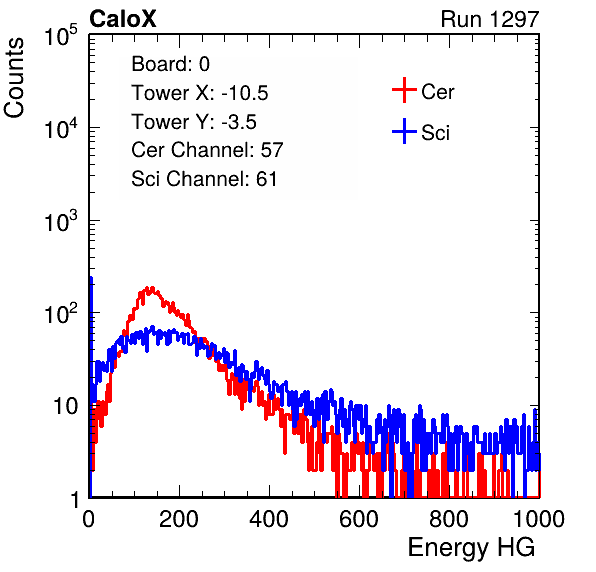 CaloX Run 1297
Counts
10^5
10^4
10^3
10^2
10
1
Board: 0
Tower X: -10.5
Tower Y: -3.5
Cer Channel: 57
Sci Channel: 61
Cer
Sci
0 200 400 600 800 1000
Energy HG